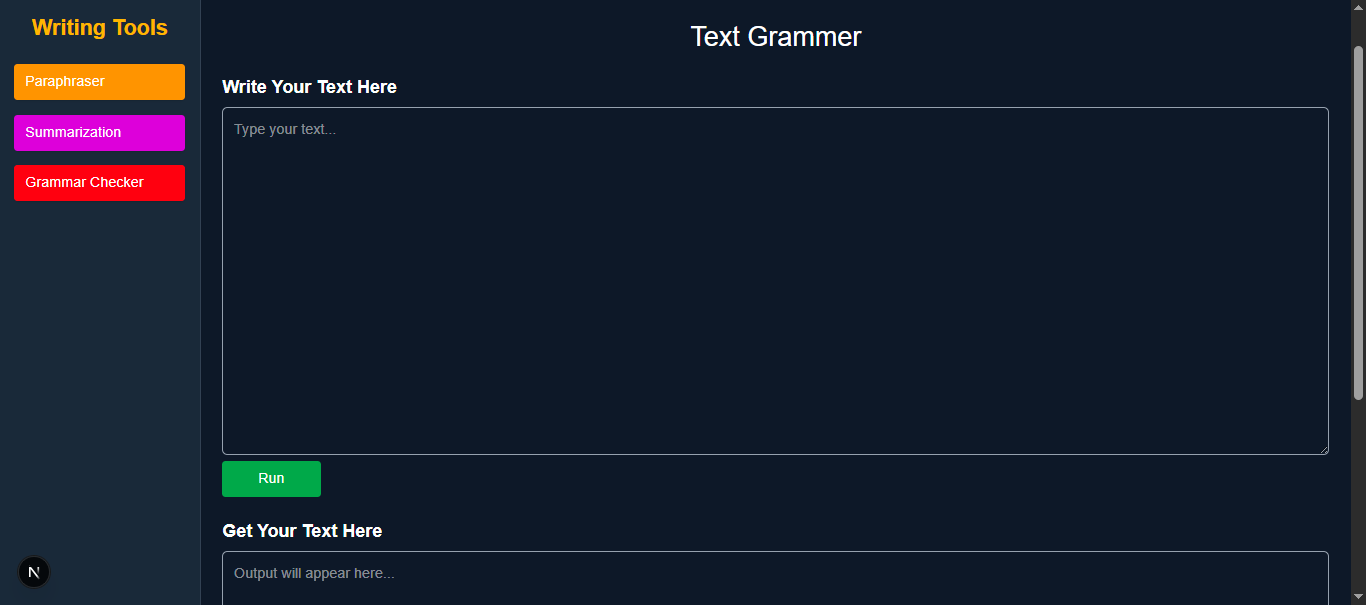 Writing Tools
Paraphraser
Summarization
Grammar Checker
N
Text Grammer
Write Your Text Here
Type your text...
Run
Get Your Text Here
Output will appear here...